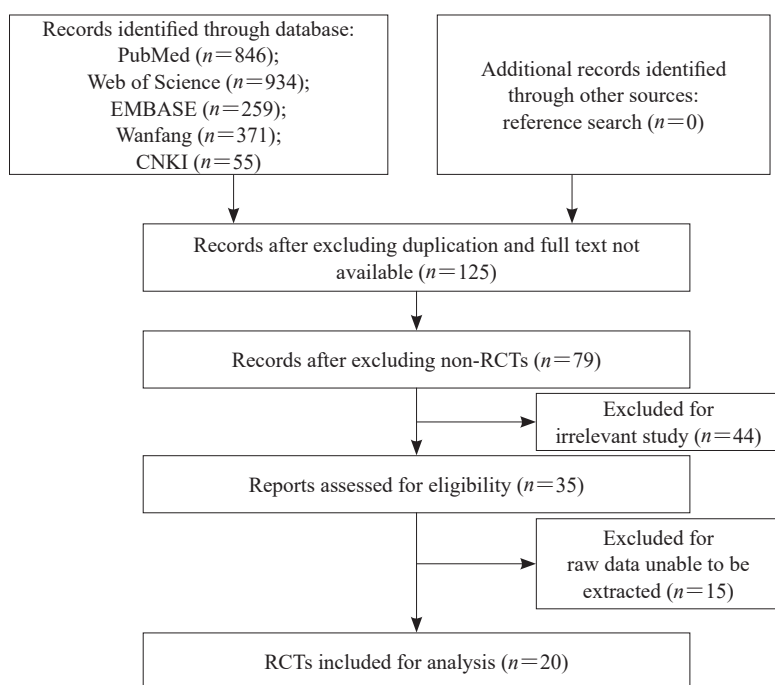 Records identified through database:
PubMed (n=846);
Web of Science (n=934);
EMBASE (n=259);
Wanfang (n=371);
CNKI (n=55)
Additional records identified
through other sources:
reference search (n=0)
Records after excluding duplication and full text not
available (n=125)
Records after excluding non-RCTs (n=79)
Excluded for
irrelevant study (n=44)
Reports assessed for eligibility (n=35)
Excluded for
raw data unable to be
extracted (n=15)
RCTs included for analysis (n=20)